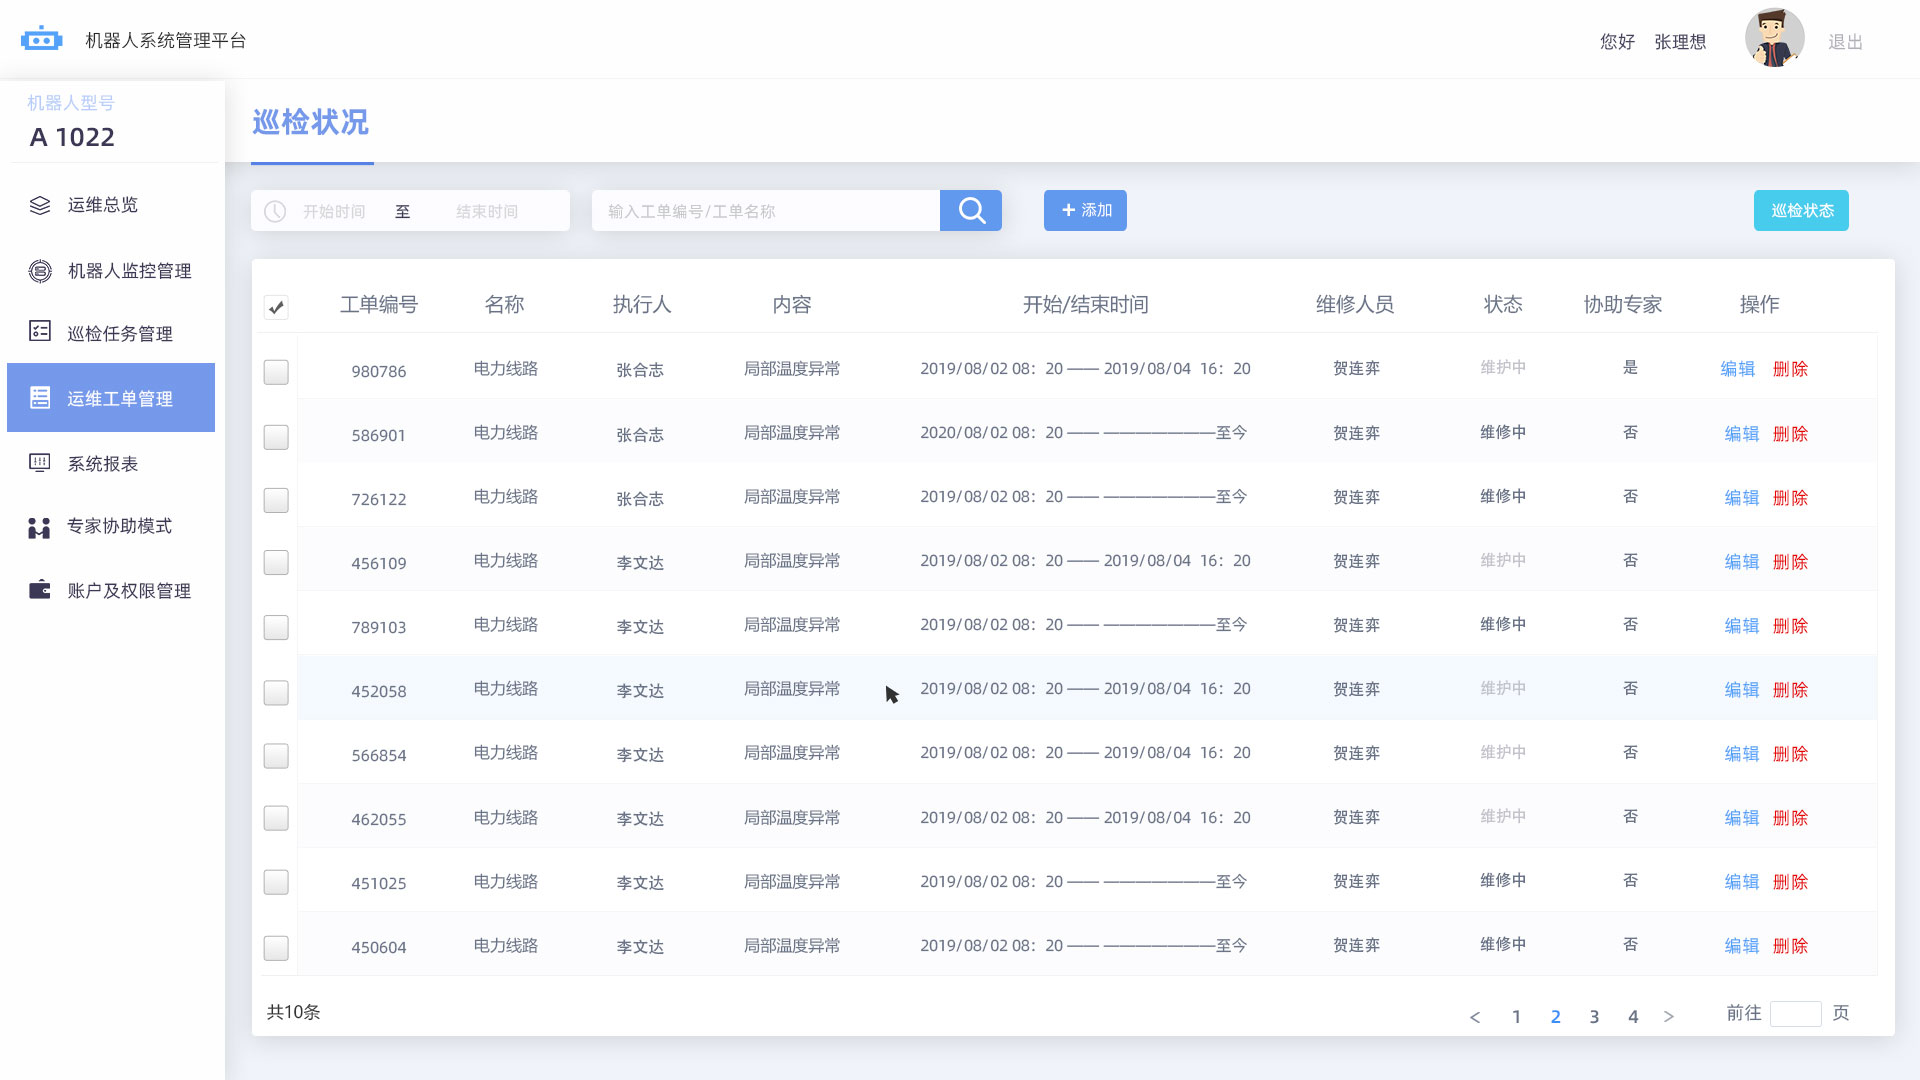 机器人系统管理平台
您好 张理想 退出
机器人型号
A 1022
运维总览
机器人监控管理
巡检任务管理
运维工单管理
系统报表
专家协助模式
账户及权限管理
巡检状况
开始时间 至 结束时间
输入工单编号/工单名称
+ 添加
巡检状态
工单编号 名称 执行人 内容 开始/结束时间 维修人员 状态 协助专家 操作
980786 电力线路 张合志 局部温度异常 2019/08/02 08：20 —— 2019/08/04 16：20 贺连弈 维护中 是 编辑 删除
586901 电力线路 张合志 局部温度异常 2020/08/02 08：20 —— ———————至今 贺连弈 维修中 否 编辑 删除
726122 电力线路 张合志 局部温度异常 2019/08/02 08：20 —— ———————至今 贺连弈 维修中 否 编辑 删除
456109 电力线路 李文达 局部温度异常 2019/08/02 08：20 —— 2019/08/04 16：20 贺连弈 维护中 否 编辑 删除
789103 电力线路 李文达 局部温度异常 2019/08/02 08：20 —— ———————至今 贺连弈 维修中 否 编辑 删除
452058 电力线路 李文达 局部温度异常 2019/08/02 08：20 —— 2019/08/04 16：20 贺连弈 维护中 否 编辑 删除
566854 电力线路 李文达 局部温度异常 2019/08/02 08：20 —— 2019/08/04 16：20 贺连弈 维护中 否 编辑 删除
462055 电力线路 李文达 局部温度异常 2019/08/02 08：20 —— 2019/08/04 16：20 贺连弈 维护中 否 编辑 删除
451025 电力线路 李文达 局部温度异常 2019/08/02 08：20 —— ———————至今 贺连弈 维修中 否 编辑 删除
450604 电力线路 李文达 局部温度异常 2019/08/02 08：20 —— ———————至今 贺连弈 维修中 否 编辑 删除
共10条
< 1 2 3 4 > 前往 页